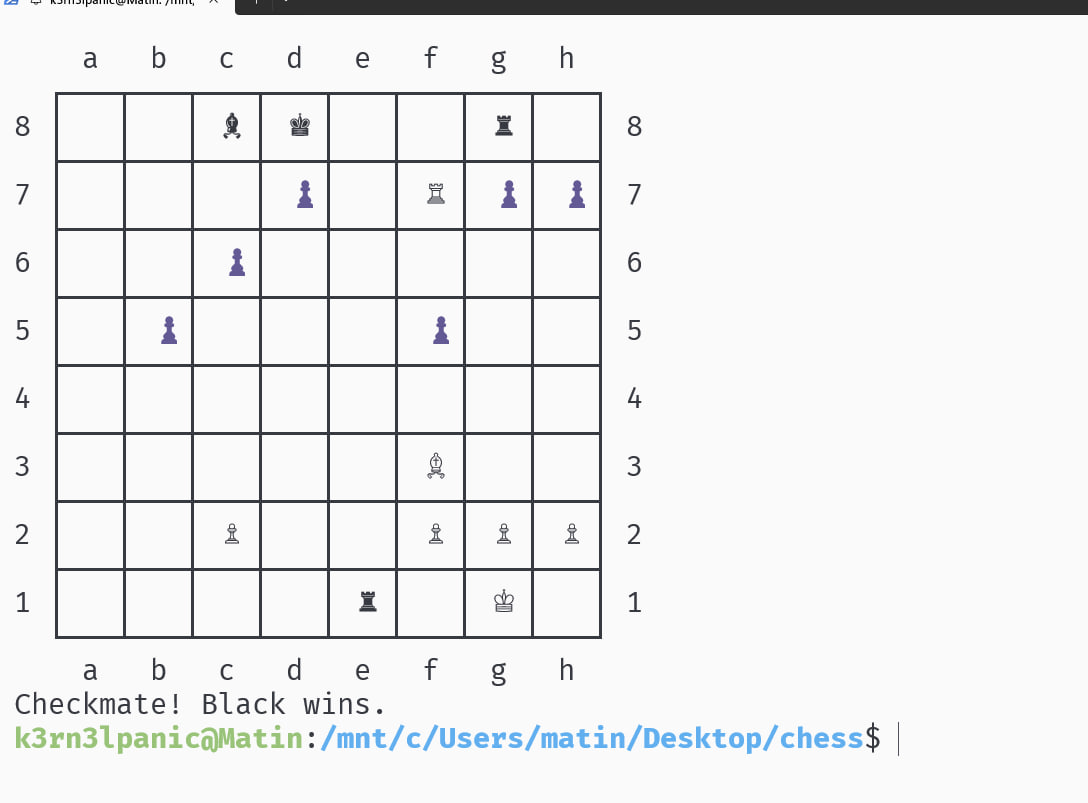 k3rn3lpanic@Matin: /mnt,
a b c d e f g h
8 8
7 7
6 6
5 5
4 4
3 3
2 2
1 1
a b c d e f g h
Checkmate! Black wins.
k3rn3lpanic@Matin:/mnt/c/Users/matin/Desktop/chess$